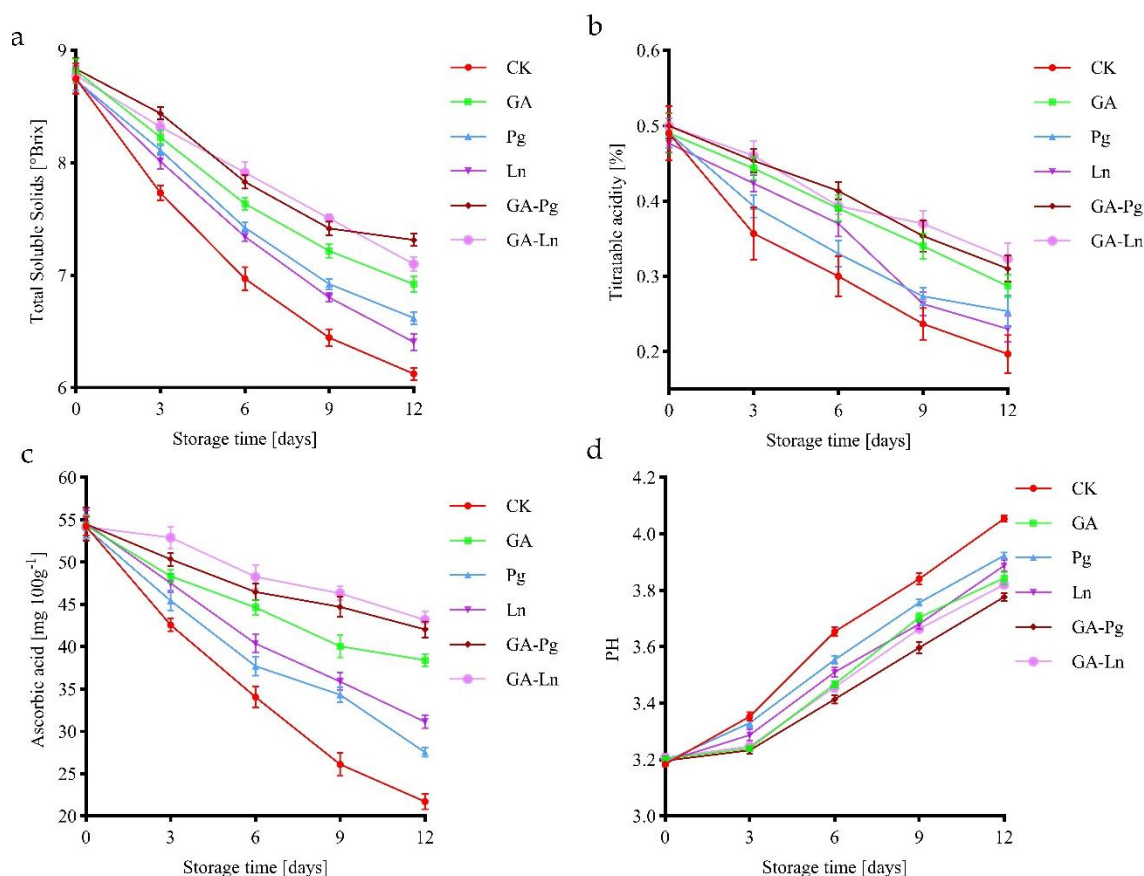 a
Total Soluble Solids [°Brix]
9
8
7
6
0
3
6
9
12
Storage time [days]
CK
GA
Pg
Ln
GA-Pg
GA-Ln
b
Titratable acidity [%]
0.6
0.5
0.4
0.3
0.2
0
3
6
9
12
Storage time [days]
CK
GA
Pg
Ln
GA-Pg
GA-Ln
c
Ascorbic acid [mg 100g⁻¹]
60
55
50
45
40
35
30
25
20
0
3
6
9
12
Storage time [days]
CK
GA
Pg
Ln
GA-Pg
GA-Ln
d
PH
4.2
4.0
3.8
3.6
3.4
3.2
3.0
0
3
6
9
12
Storage time [days]
CK
GA
Pg
Ln
GA-Pg
GA-Ln